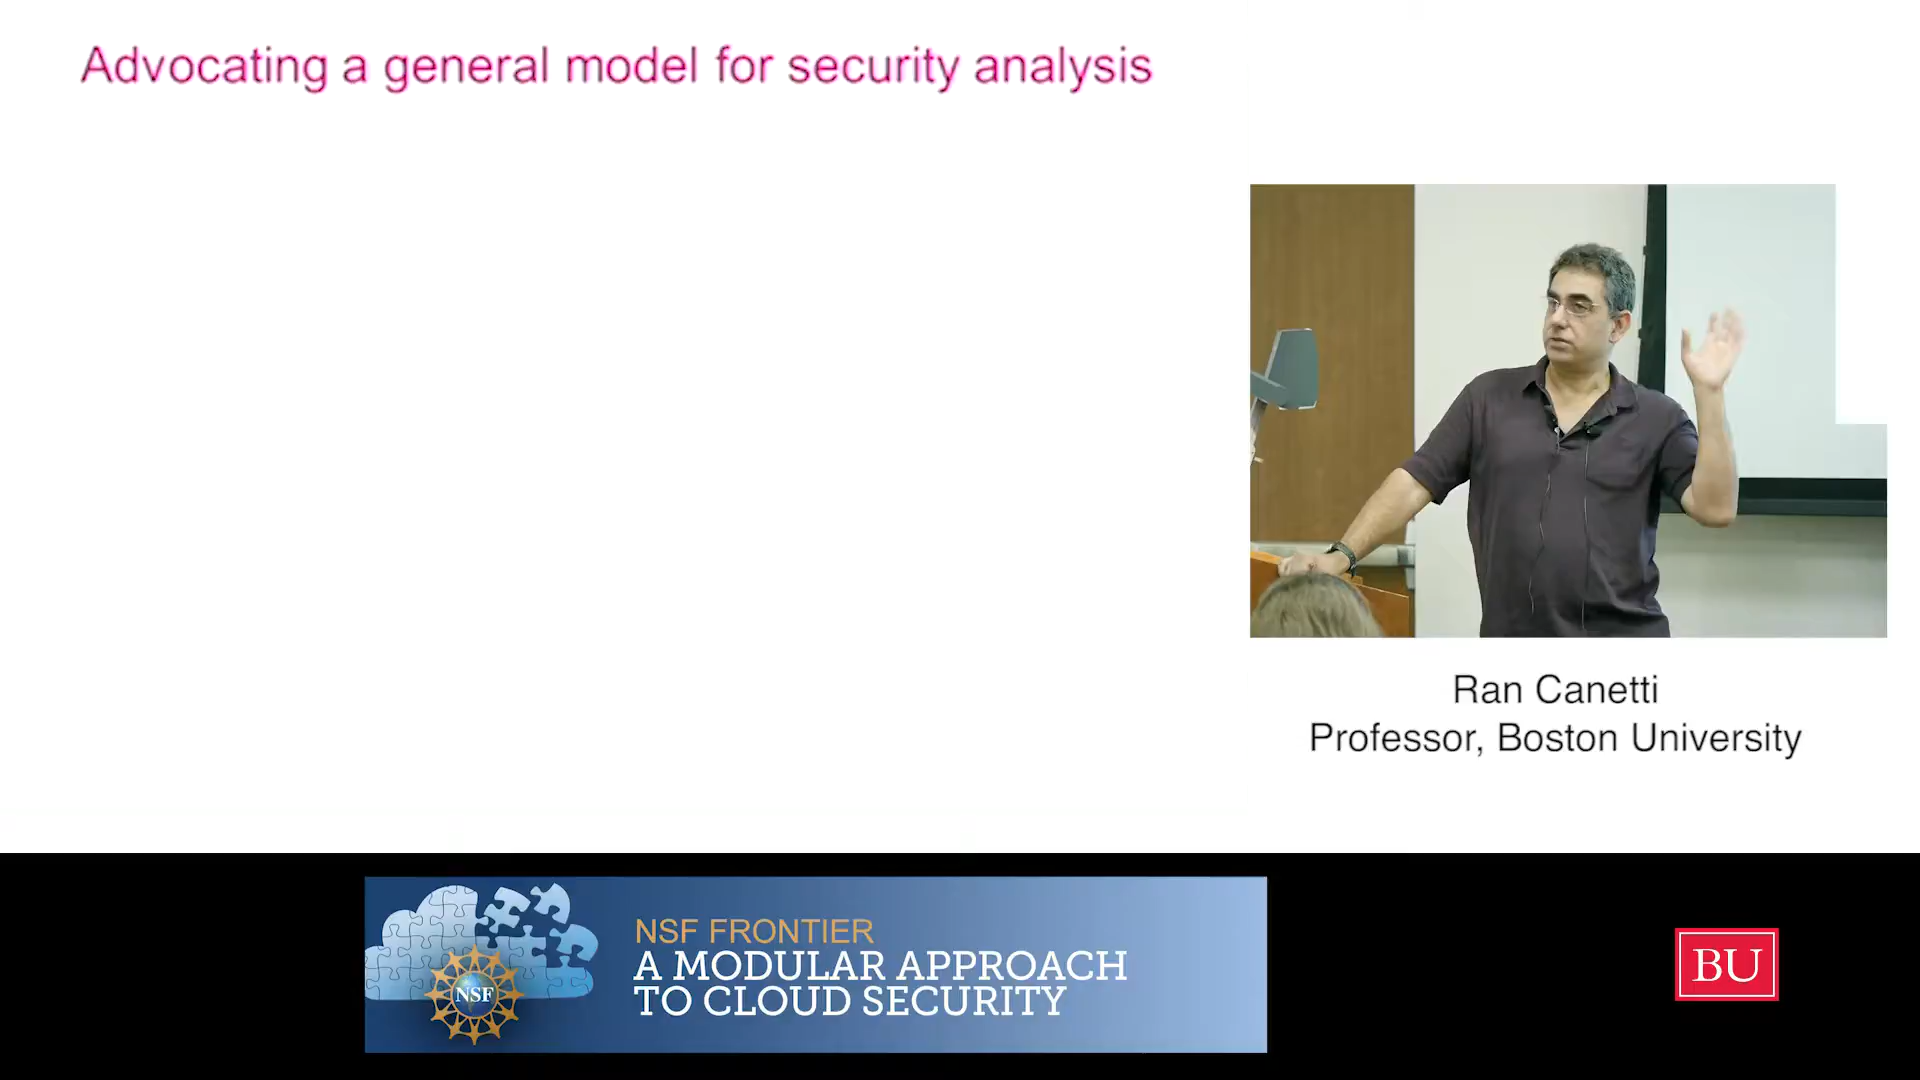 Advocating a general model for security analysis
Ran Canetti
Professor, Boston University
NSF
NSF FRONTIER
A MODULAR APPROACH
TO CLOUD SECURITY
BU